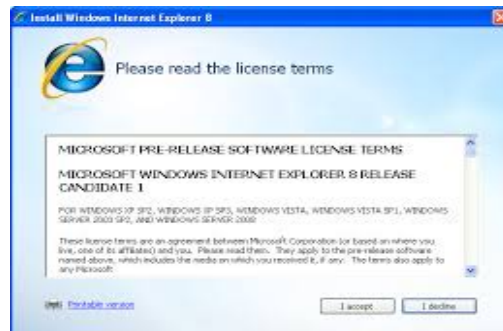 Install Windows Internet Explorer 8
Please read the license terms
MICROSOFT PRE-RELEASE SOFTWARE LICENSE TERMS
MICROSOFT WINDOWS INTERNET EXPLORER 8 RELEASE
CANDIDATE 1
FOR WINDOWS XP SP2, WINDOWS XP SP3, WINDOWS VISTA, WINDOWS VISTA SP1, WINDOWS
SERVER 2003 SP2, AND WINDOWS SERVER 2008
These license terms are an agreement between Microsoft Corporation (or based on where you
live, one of its affiliates) and you. Please read them. They apply to the pre-release software
named above, which includes the media on which you received it, if any. The terms also apply to
any Microsoft
Printable version
I accept
I decline